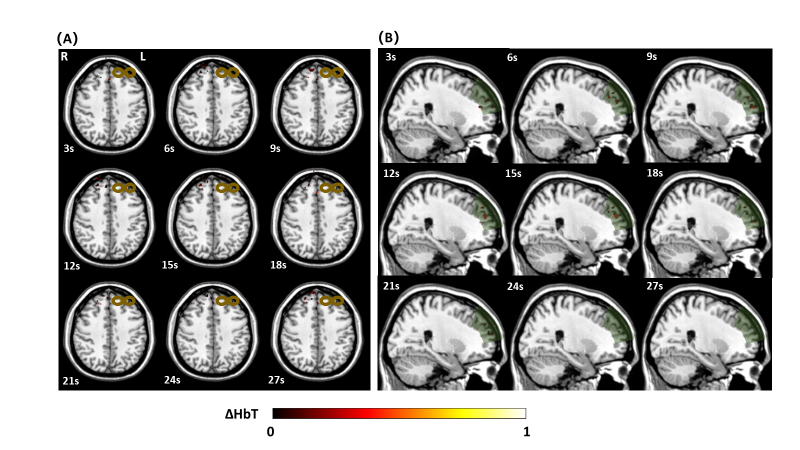 (A)
R L
3s 6s 9s
12s 15s 18s
21s 24s 27s
(B)
3s 6s 9s
12s 15s 18s
21s 24s 27s
ΔHbT
0 1